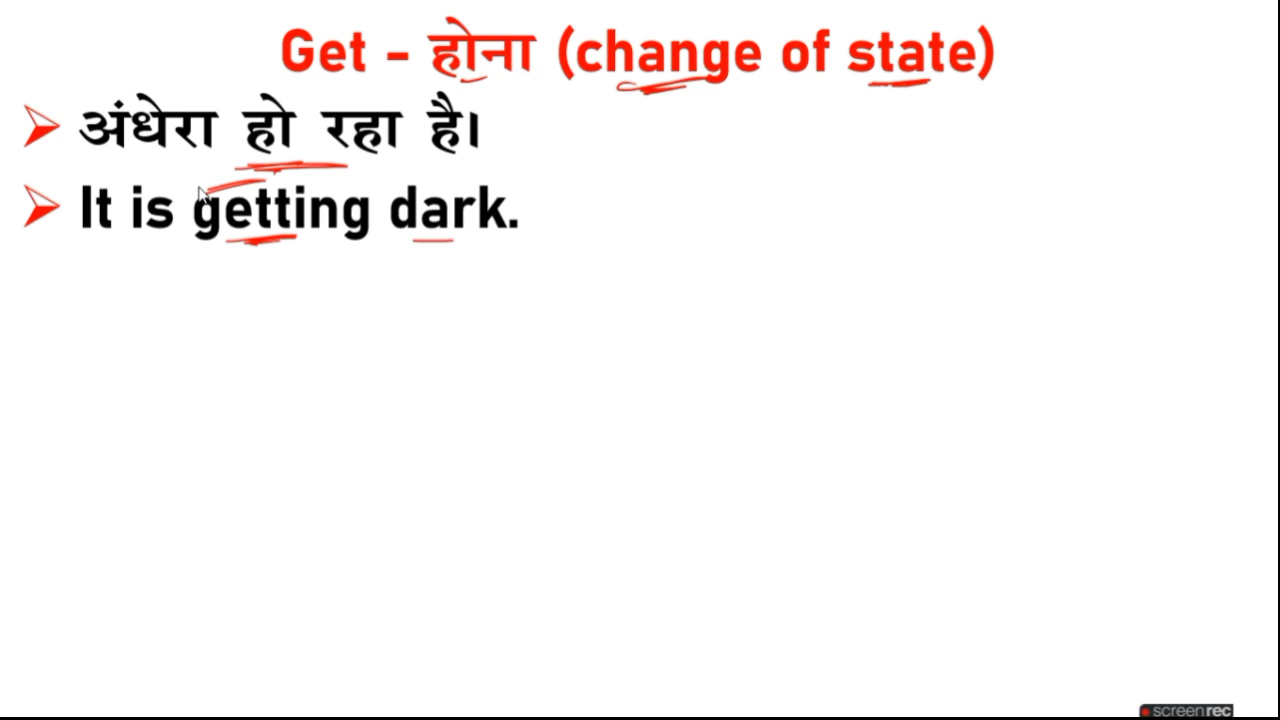 Get - होना (change of state)
अंधेरा हो रहा है।
It is getting dark.
screenrec